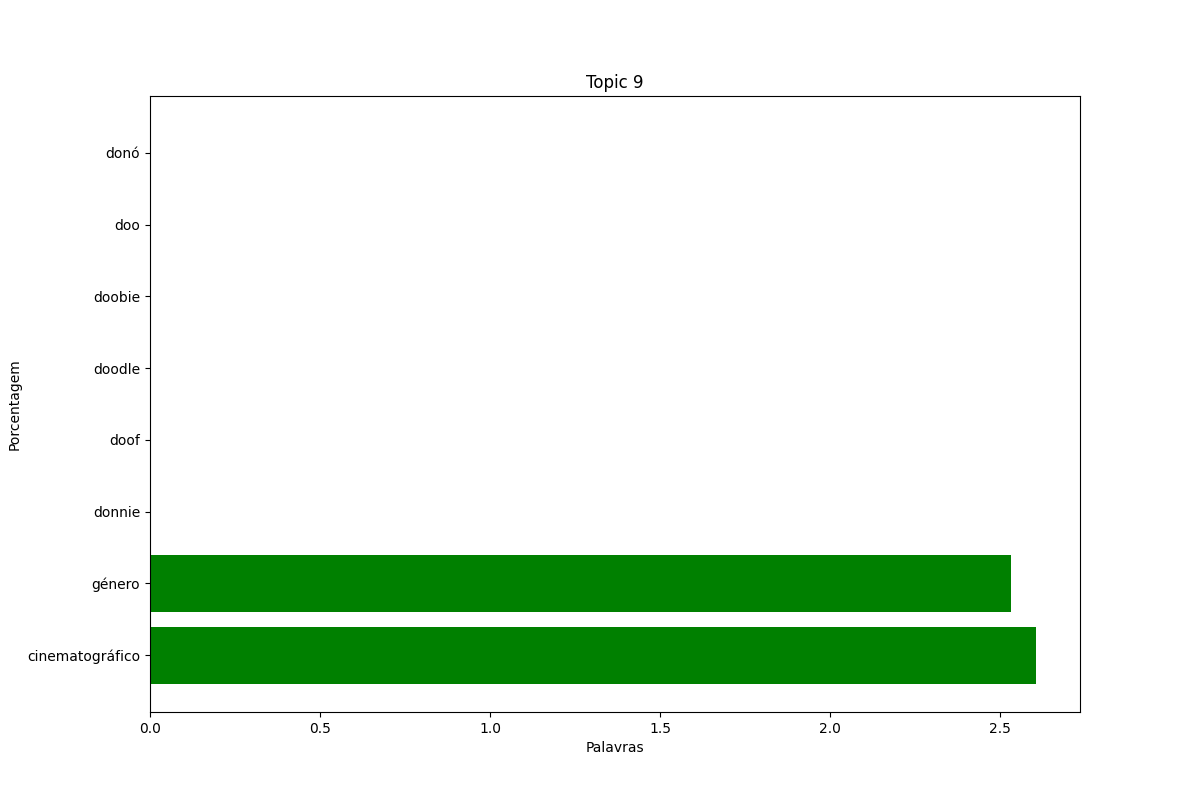 Topic 9
donó
doo
doobie
doodle
doof
donnie
género
cinematográfico
Porcentagem
0.0 0.5 1.0 1.5 2.0 2.5
Palavras